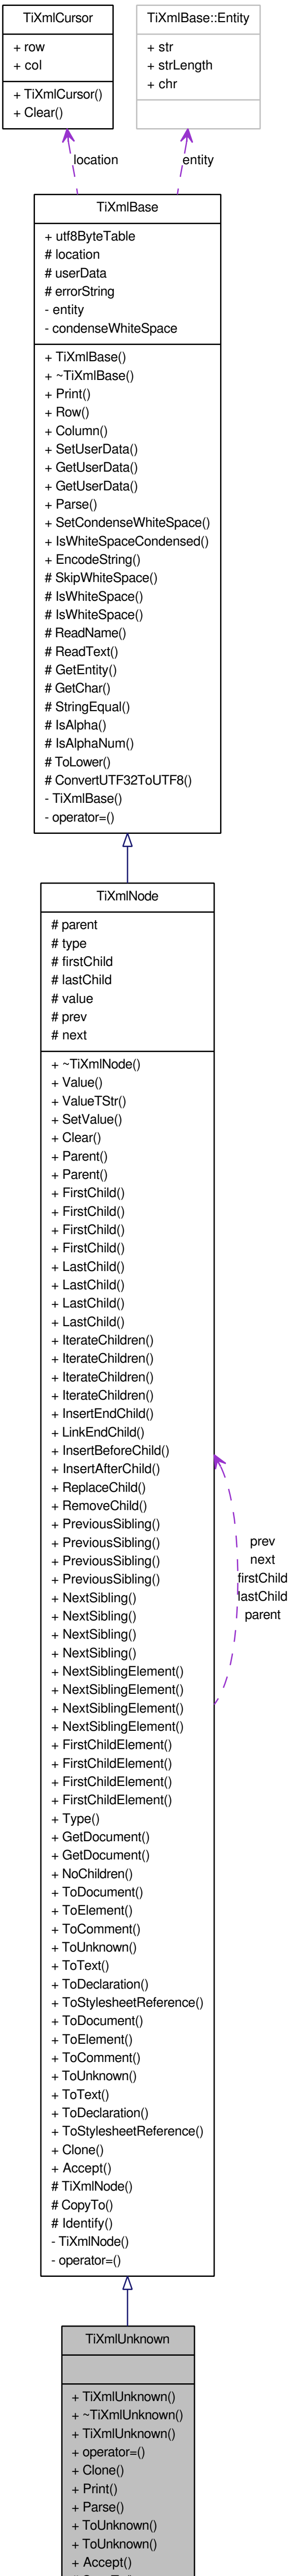 TiXmlCursor
+ row
+ col
+ TiXmlCursor()
+ Clear()
TiXmlBase::Entity
+ str
+ strLength
+ chr
location
entity
TiXmlBase
+ utf8ByteTable
# location
# userData
# errorString
- entity
- condenseWhiteSpace
+ TiXmlBase()
+ ~TiXmlBase()
+ Print()
+ Row()
+ Column()
+ SetUserData()
+ GetUserData()
+ GetUserData()
+ Parse()
+ SetCondenseWhiteSpace()
+ IsWhiteSpaceCondensed()
+ EncodeString()
# SkipWhiteSpace()
# IsWhiteSpace()
# IsWhiteSpace()
# ReadName()
# ReadText()
# GetEntity()
# GetChar()
# StringEqual()
# IsAlpha()
# IsAlphaNum()
# ToLower()
# ConvertUTF32ToUTF8()
- TiXmlBase()
- operator=()
TiXmlNode
# parent
# type
# firstChild
# lastChild
# value
# prev
# next
+ ~TiXmlNode()
+ Value()
+ ValueTStr()
+ SetValue()
+ Clear()
+ Parent()
+ Parent()
+ FirstChild()
+ FirstChild()
+ FirstChild()
+ FirstChild()
+ LastChild()
+ LastChild()
+ LastChild()
+ LastChild()
+ IterateChildren()
+ IterateChildren()
+ IterateChildren()
+ IterateChildren()
+ InsertEndChild()
+ LinkEndChild()
+ InsertBeforeChild()
+ InsertAfterChild()
+ ReplaceChild()
+ RemoveChild()
+ PreviousSibling()
+ PreviousSibling()
+ PreviousSibling()
+ PreviousSibling()
+ NextSibling()
+ NextSibling()
+ NextSibling()
+ NextSibling()
+ NextSiblingElement()
+ NextSiblingElement()
+ NextSiblingElement()
+ NextSiblingElement()
+ FirstChildElement()
+ FirstChildElement()
+ FirstChildElement()
+ FirstChildElement()
+ Type()
+ GetDocument()
+ GetDocument()
+ NoChildren()
+ ToDocument()
+ ToElement()
+ ToComment()
+ ToUnknown()
+ ToText()
+ ToDeclaration()
+ ToStylesheetReference()
+ ToDocument()
+ ToElement()
+ ToComment()
+ ToUnknown()
+ ToText()
+ ToDeclaration()
+ ToStylesheetReference()
+ Clone()
+ Accept()
# TiXmlNode()
# CopyTo()
# Identify()
- TiXmlNode()
- operator=()
prev
next
firstChild
lastChild
parent
TiXmlUnknown
+ TiXmlUnknown()
+ ~TiXmlUnknown()
+ TiXmlUnknown()
+ operator=()
+ Clone()
+ Print()
+ Parse()
+ ToUnknown()
+ ToUnknown()
+ Accept()